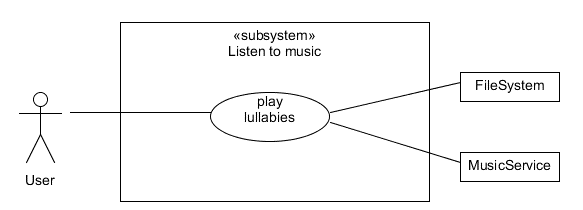 «subsystem»
Listen to music
play
lullabies
FileSystem
MusicService
User